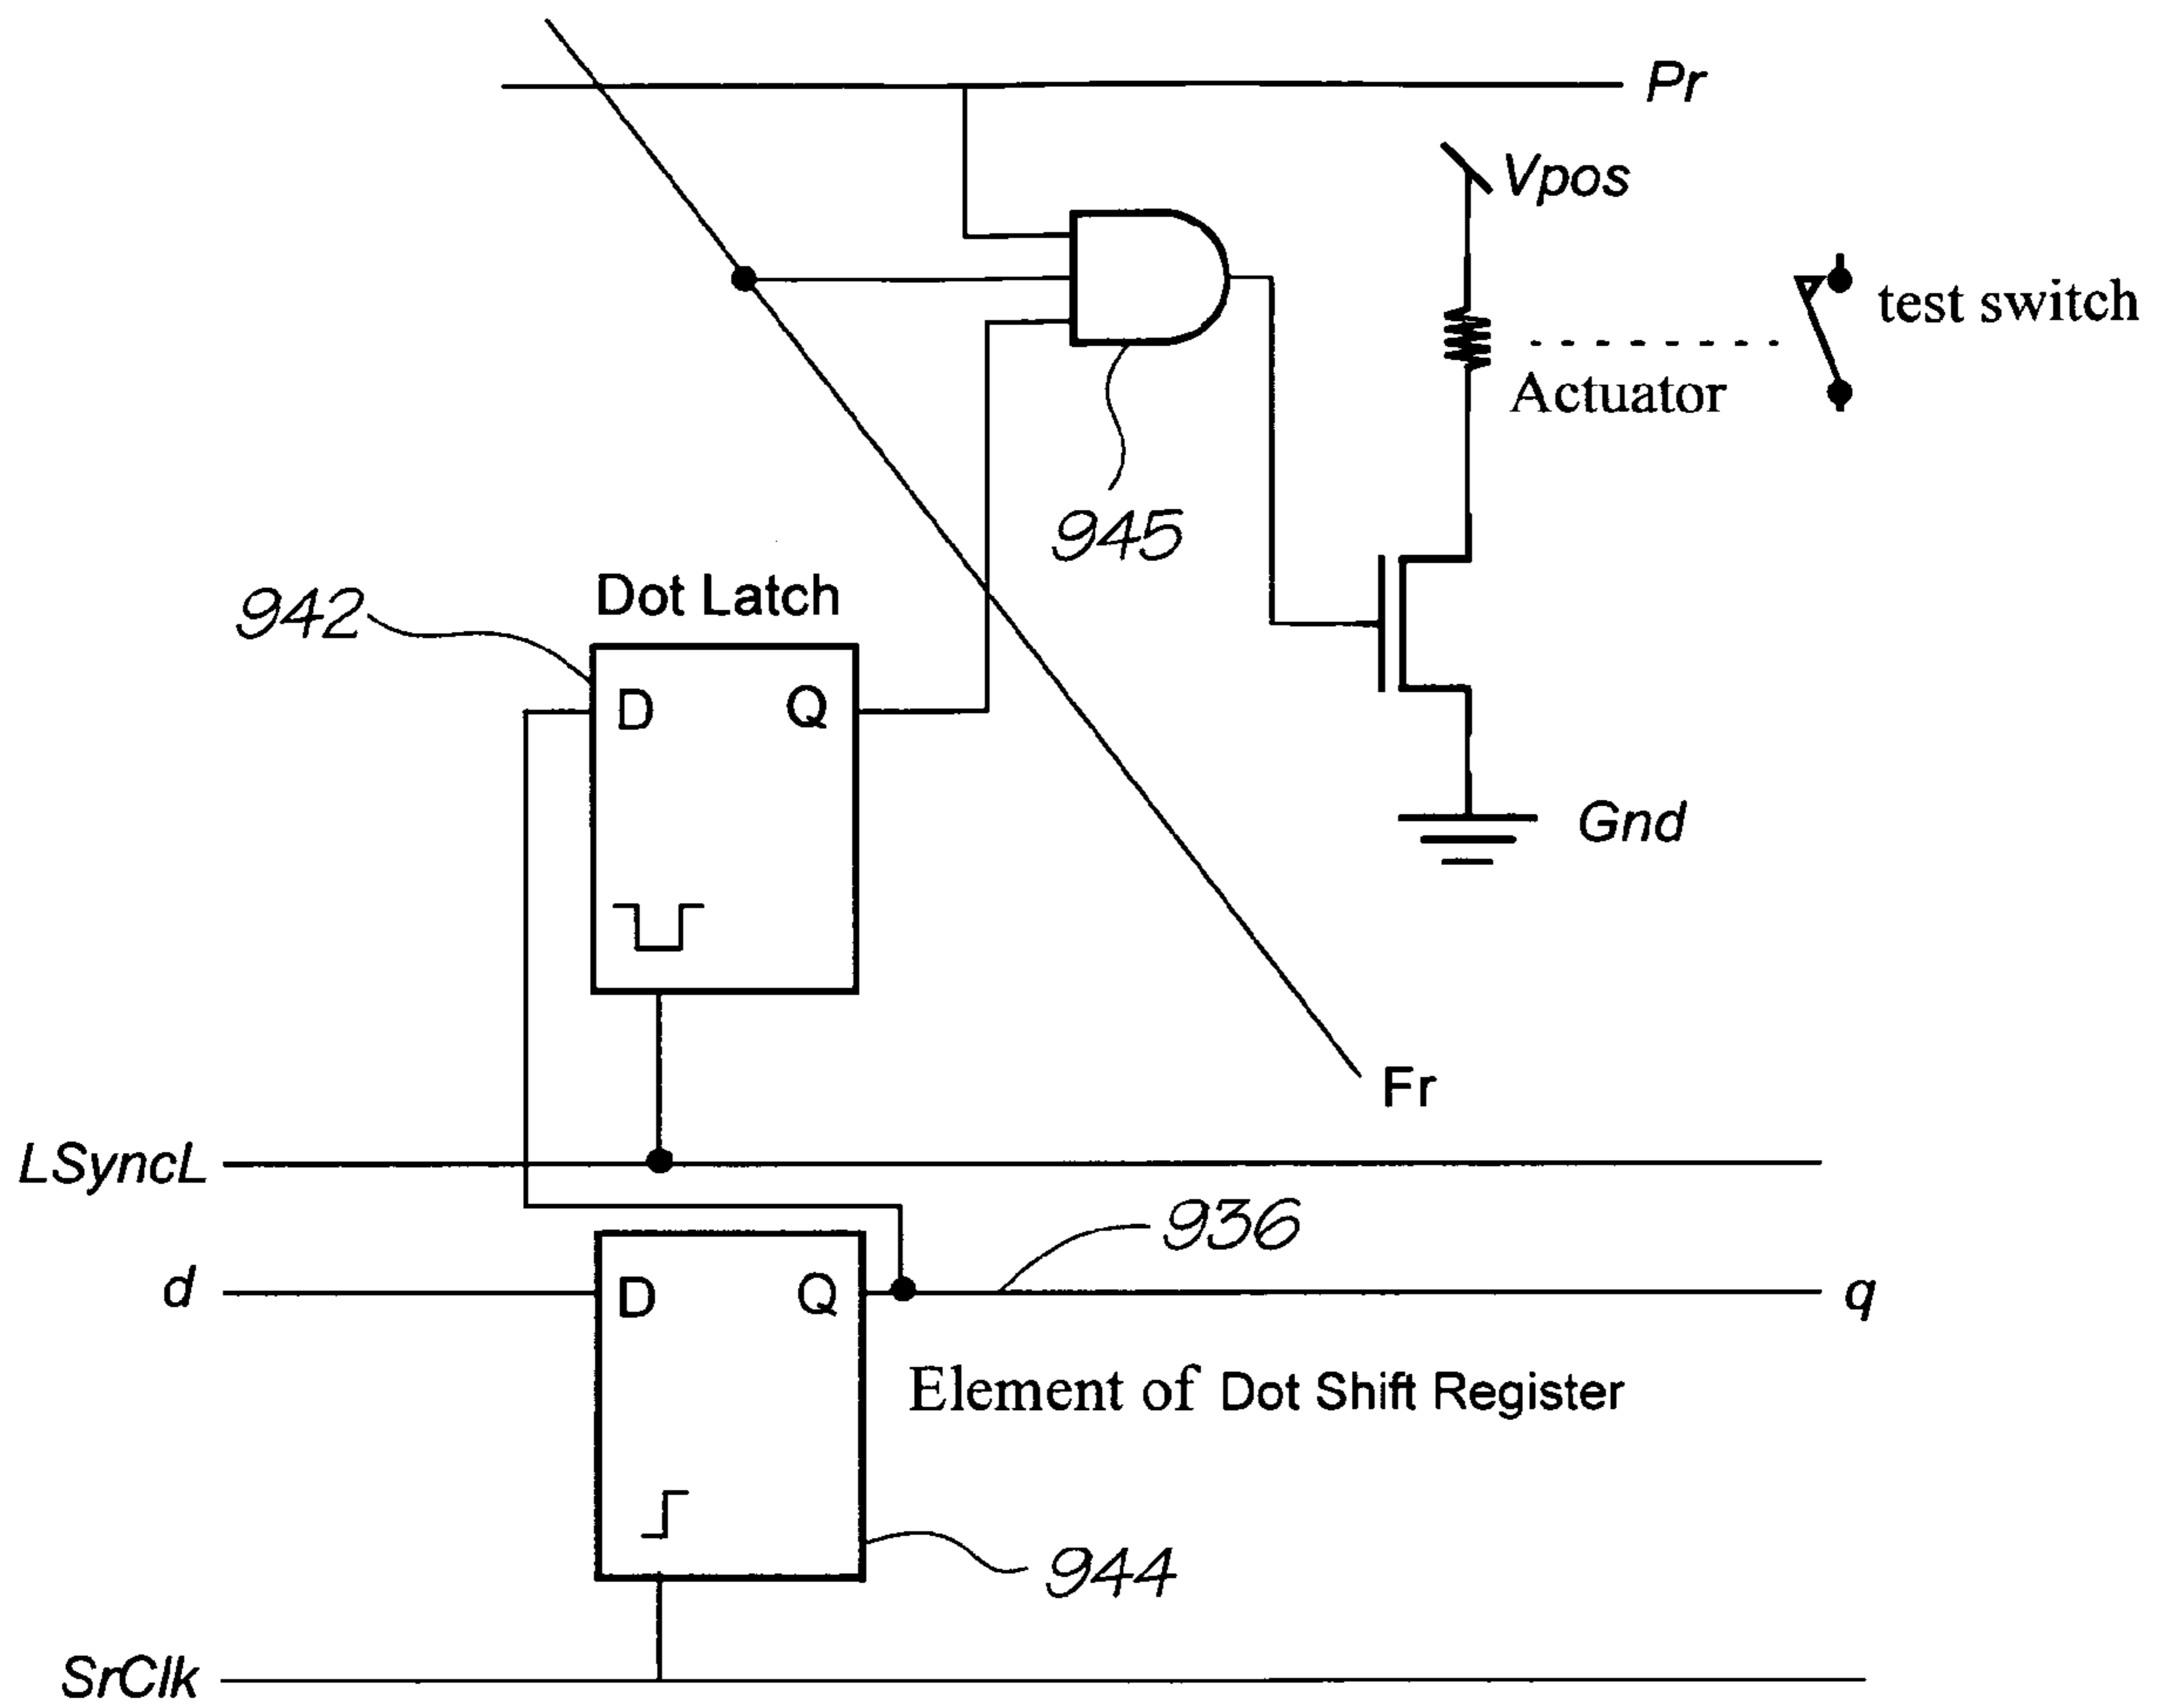 Pr
Vpos
test switch
Actuator
945
942
Dot Latch
D Q
Gnd
Fr
LSyncL
936
d
D Q
q
Element of Dot Shift Register
944
SrClk